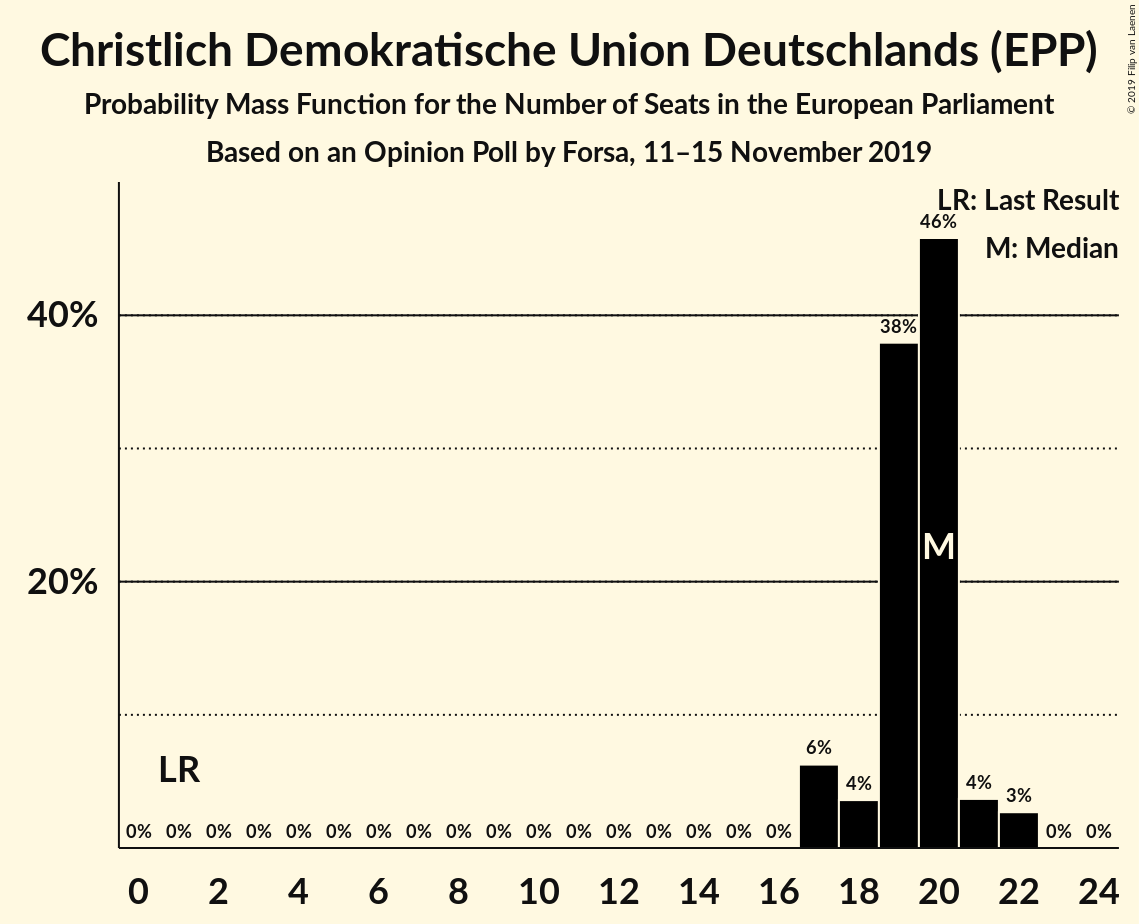 Christlich Demokratische Union Deutschlands (EPP)
Probability Mass Function for the Number of Seats in the European Parliament
Based on an Opinion Poll by Forsa, 11–15 November 2019
© 2019 Filip van Laenen
LR: Last Result
46%
M: Median
40%
38%
M
20%
6%
LR
4% 4%
3%
0% 0% 0% 0% 0% 0% 0% 0% 0% 0% 0% 0% 0% 0% 0% 0% 0% 0% 0%
0 2 4 6 8 10 12 14 16 18 20 22 24